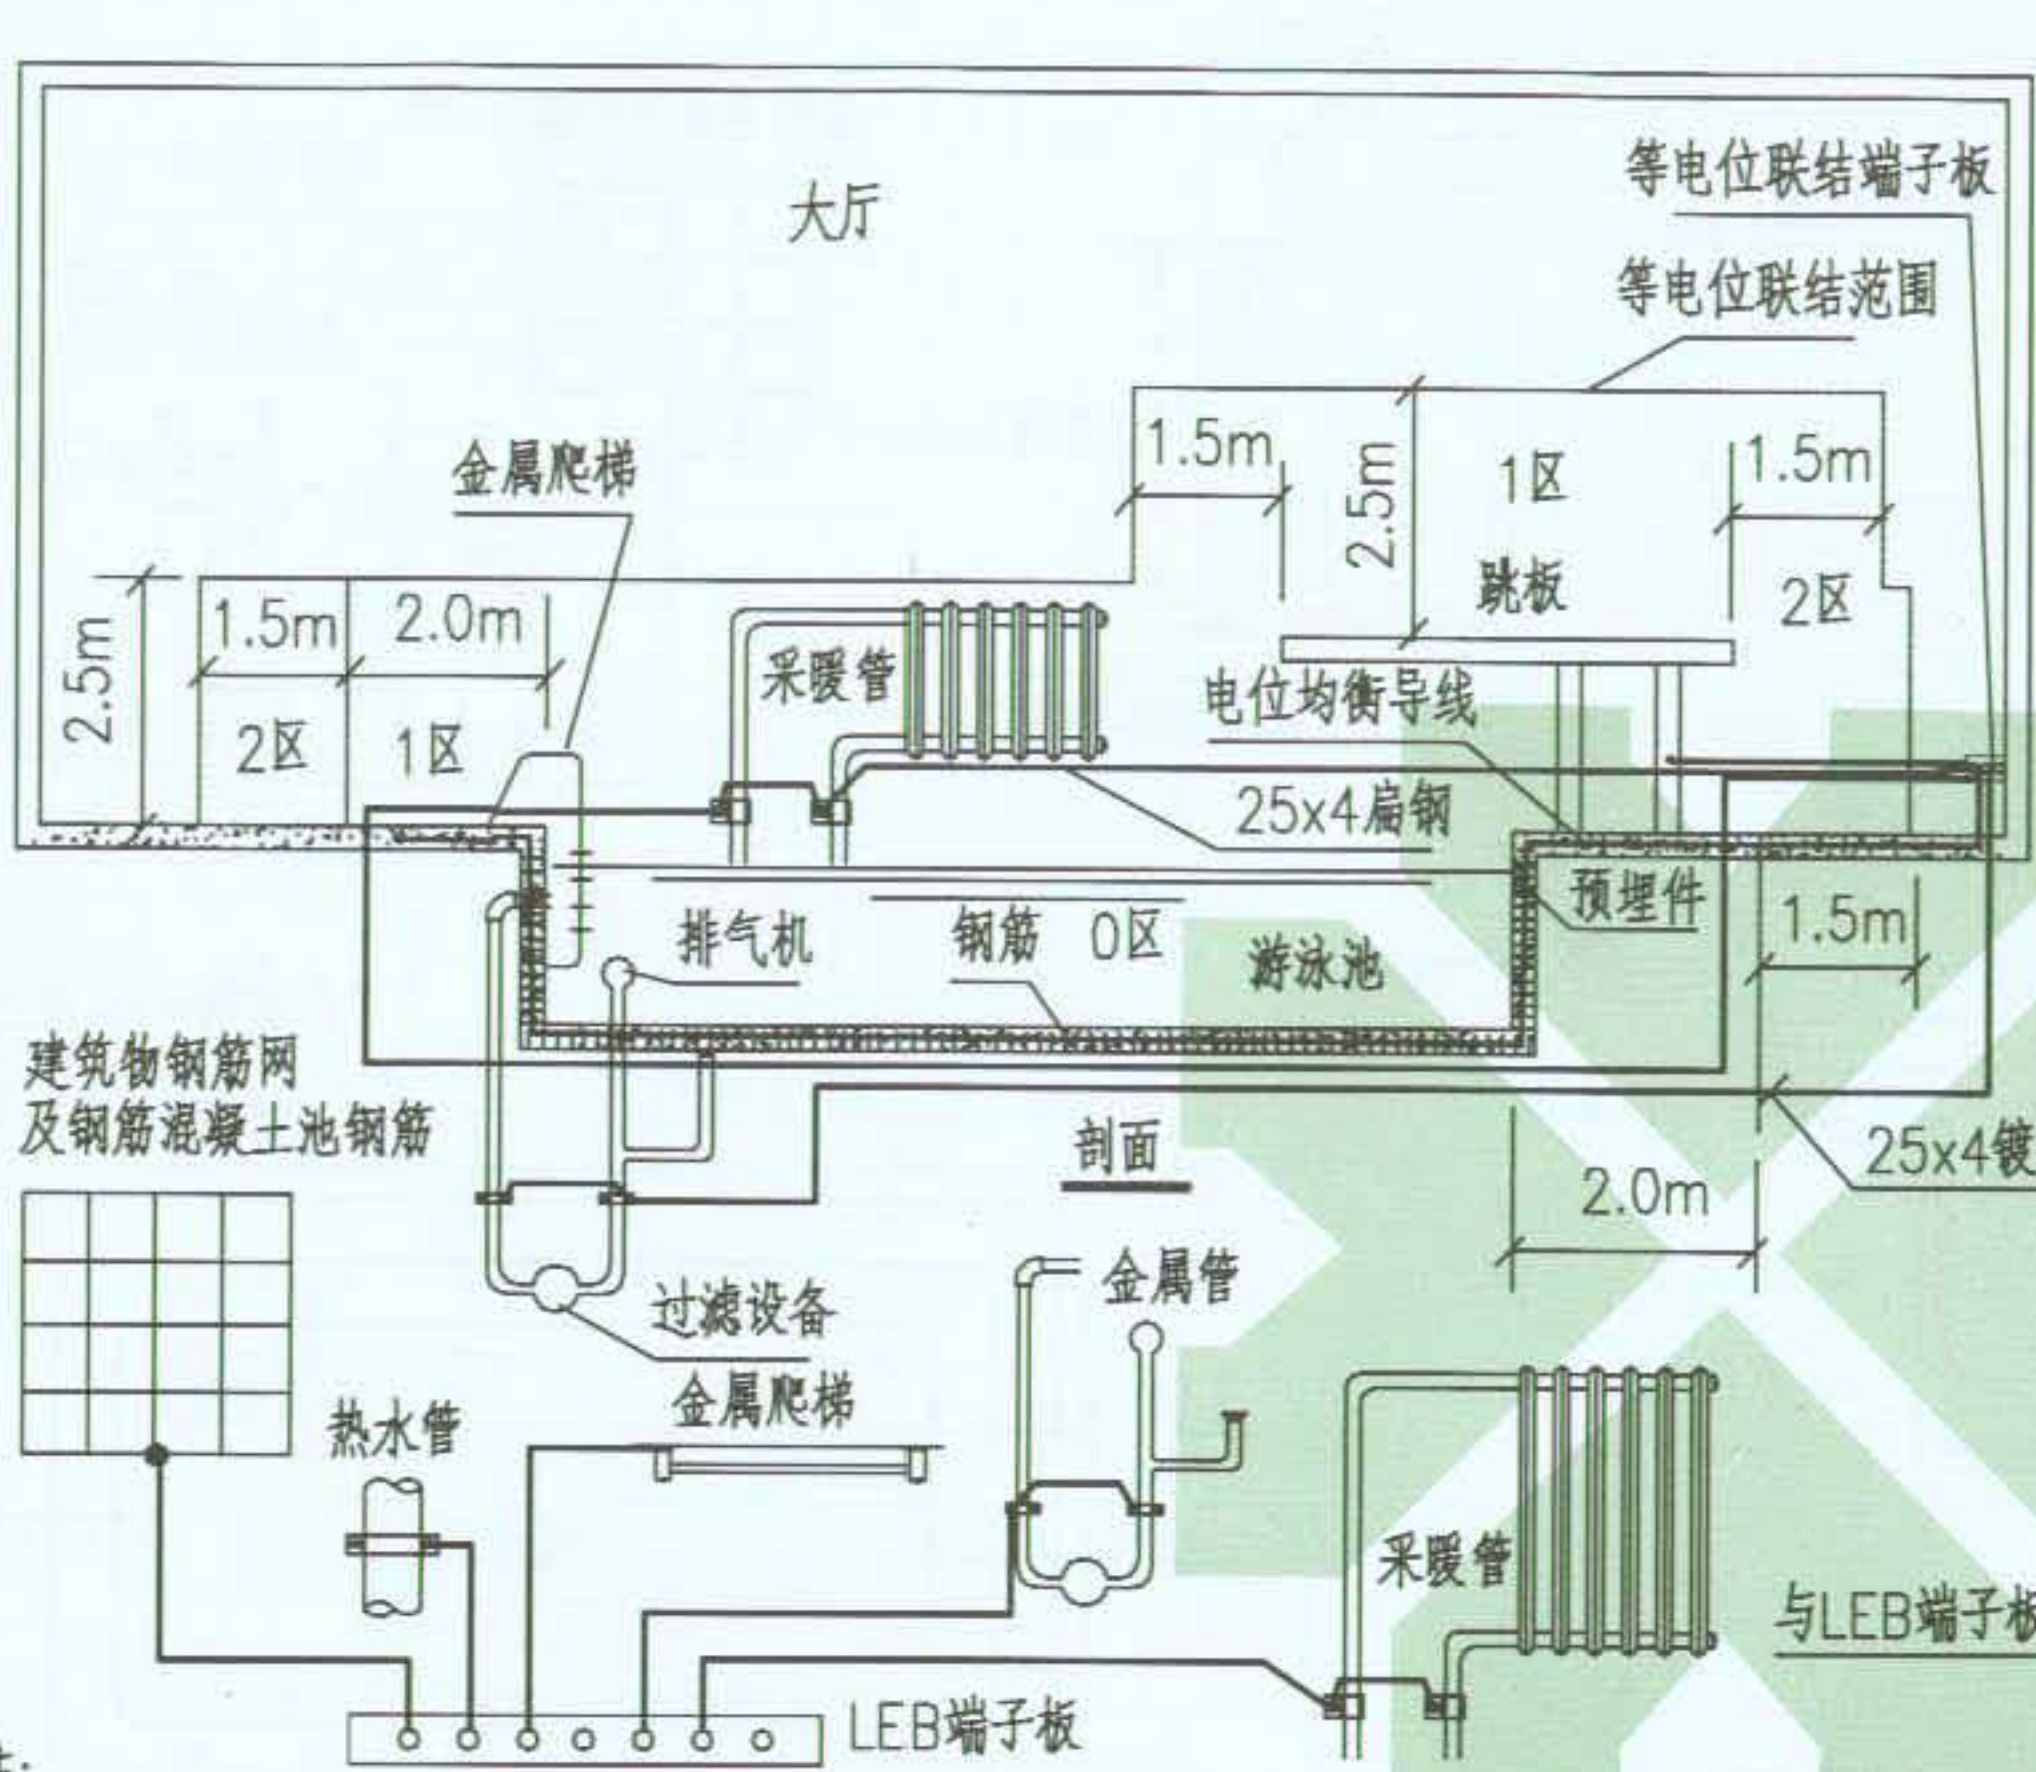 大厅
等电位联结端子板
等电位联结范围
金属爬梯
1.5m
2.5m
1区
1.5m
跳板
2区
2.5m
1.5m
2.0m
2区
1区
采暖管
电位均衡导线
25x4扁钢
预埋件
1.5m
排气机
钢筋
0区
游泳池
建筑物钢筋网
及钢筋混凝土池钢筋
剖面
25x4镀
2.0m
过滤设备
金属管
金属爬梯
热水管
采暖管
与LEB端子板
LEB端子板